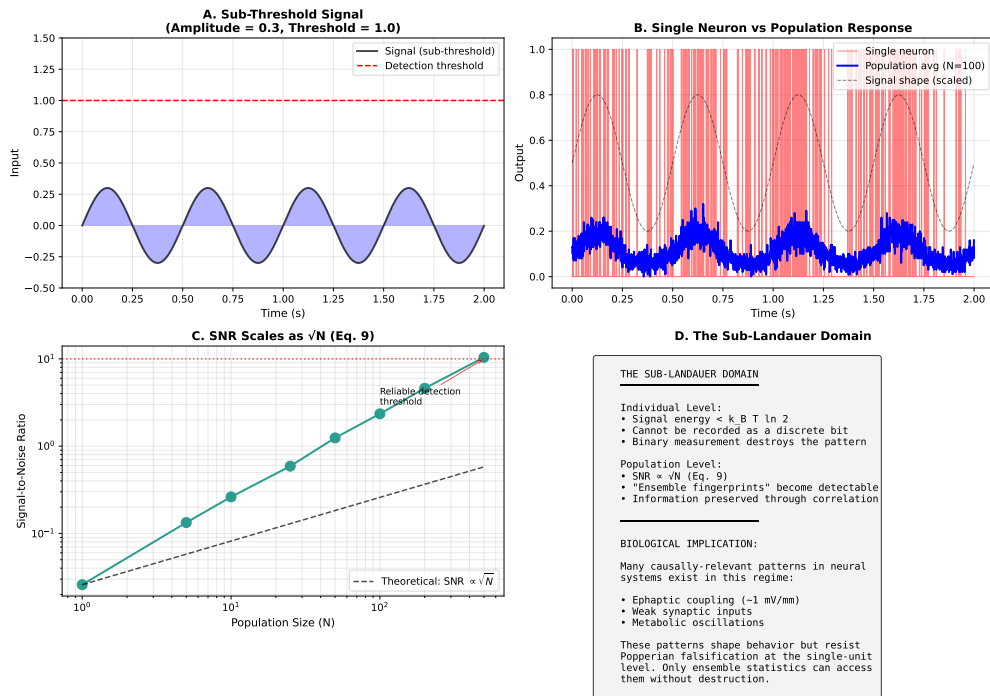 A. Sub-Threshold Signal
(Amplitude = 0.3, Threshold = 1.0)
1.50
1.25
1.00
0.75
0.50
0.25
0.00
−0.25
−0.50
Input
Signal (sub-threshold)
Detection threshold
0.00 0.25 0.50 0.75 1.00 1.25 1.50 1.75 2.00
Time (s)
B. Single Neuron vs Population Response
1.0
0.8
0.6
0.4
0.2
0.0
Output
Single neuron
Population avg (N=100)
Signal shape (scaled)
0.00 0.25 0.50 0.75 1.00 1.25 1.50 1.75 2.00
Time (s)
C. SNR Scales as √N (Eq. 9)
10¹
10⁰
10⁻¹
Signal-to-Noise Ratio
Reliable detection
threshold
Theoretical: SNR ∝ √N
10⁰ 10¹ 10²
Population Size (N)
D. The Sub-Landauer Domain
THE SUB-LANDAUER DOMAIN
Individual Level:
• Signal energy < k_B T ln 2
• Cannot be recorded as a discrete bit
• Binary measurement destroys the pattern
Population Level:
• SNR ∝ √N (Eq. 9)
• "Ensemble fingerprints" become detectable
• Information preserved through correlation
BIOLOGICAL IMPLICATION:
Many causally-relevant patterns in neural
systems exist in this regime:
• Ephaptic coupling (~1 mV/mm)
• Weak synaptic inputs
• Metabolic oscillations
These patterns shape behavior but resist
Popperian falsification at the single-unit
level. Only ensemble statistics can access
them without destruction.